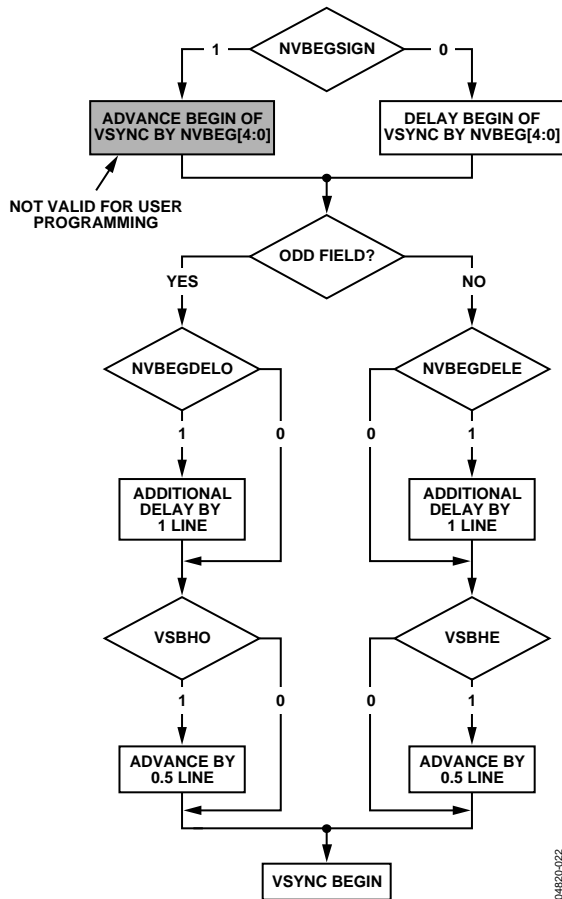 1
NVBEGSIGN
0
ADVANCE BEGIN OF
VSYNC BY NVBEG[4:0]
DELAY BEGIN OF
VSYNC BY NVBEG[4:0]
NOT VALID FOR USER
PROGRAMMING
ODD FIELD?
YES
NO
NVBEGDELO
NVBEGDELE
1
0
0
1
ADDITIONAL
DELAY BY
1 LINE
ADDITIONAL
DELAY BY
1 LINE
VSBHO
VSBHE
1
0
0
1
ADVANCE BY
0.5 LINE
ADVANCE BY
0.5 LINE
VSYNC BEGIN
04820-022